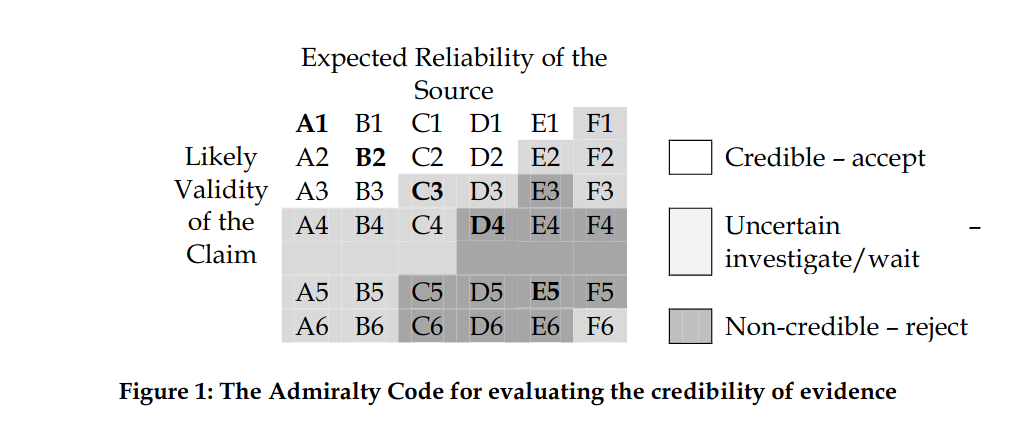 Expected Reliability of the
Source
A1 B1 C1 D1 E1 F1
Likely
Validity
of the
Claim
A2 B2 C2 D2 E2 F2
A3 B3 C3 D3 E3 F3
A4 B4 C4 D4 E4 F4
A5 B5 C5 D5 E5 F5
A6 B6 C6 D6 E6 F6
Credible – accept
Uncertain –
investigate/wait
Non-credible – reject
Figure 1: The Admiralty Code for evaluating the credibility of evidence